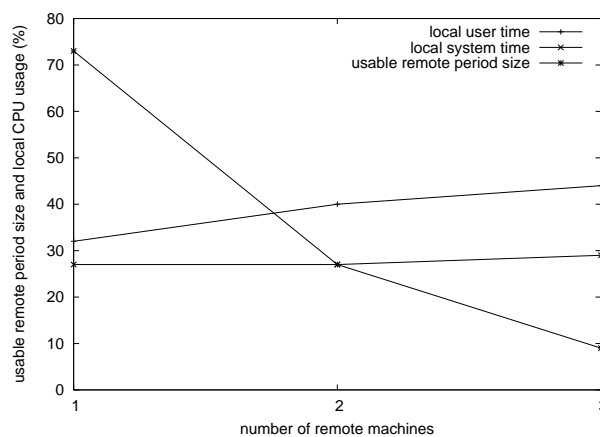 80
70
60
50
40
30
20
10
0
usable remote period size and local CPU usage (%)
local user time
local system time
usable remote period size
1
2
3
number of remote machines